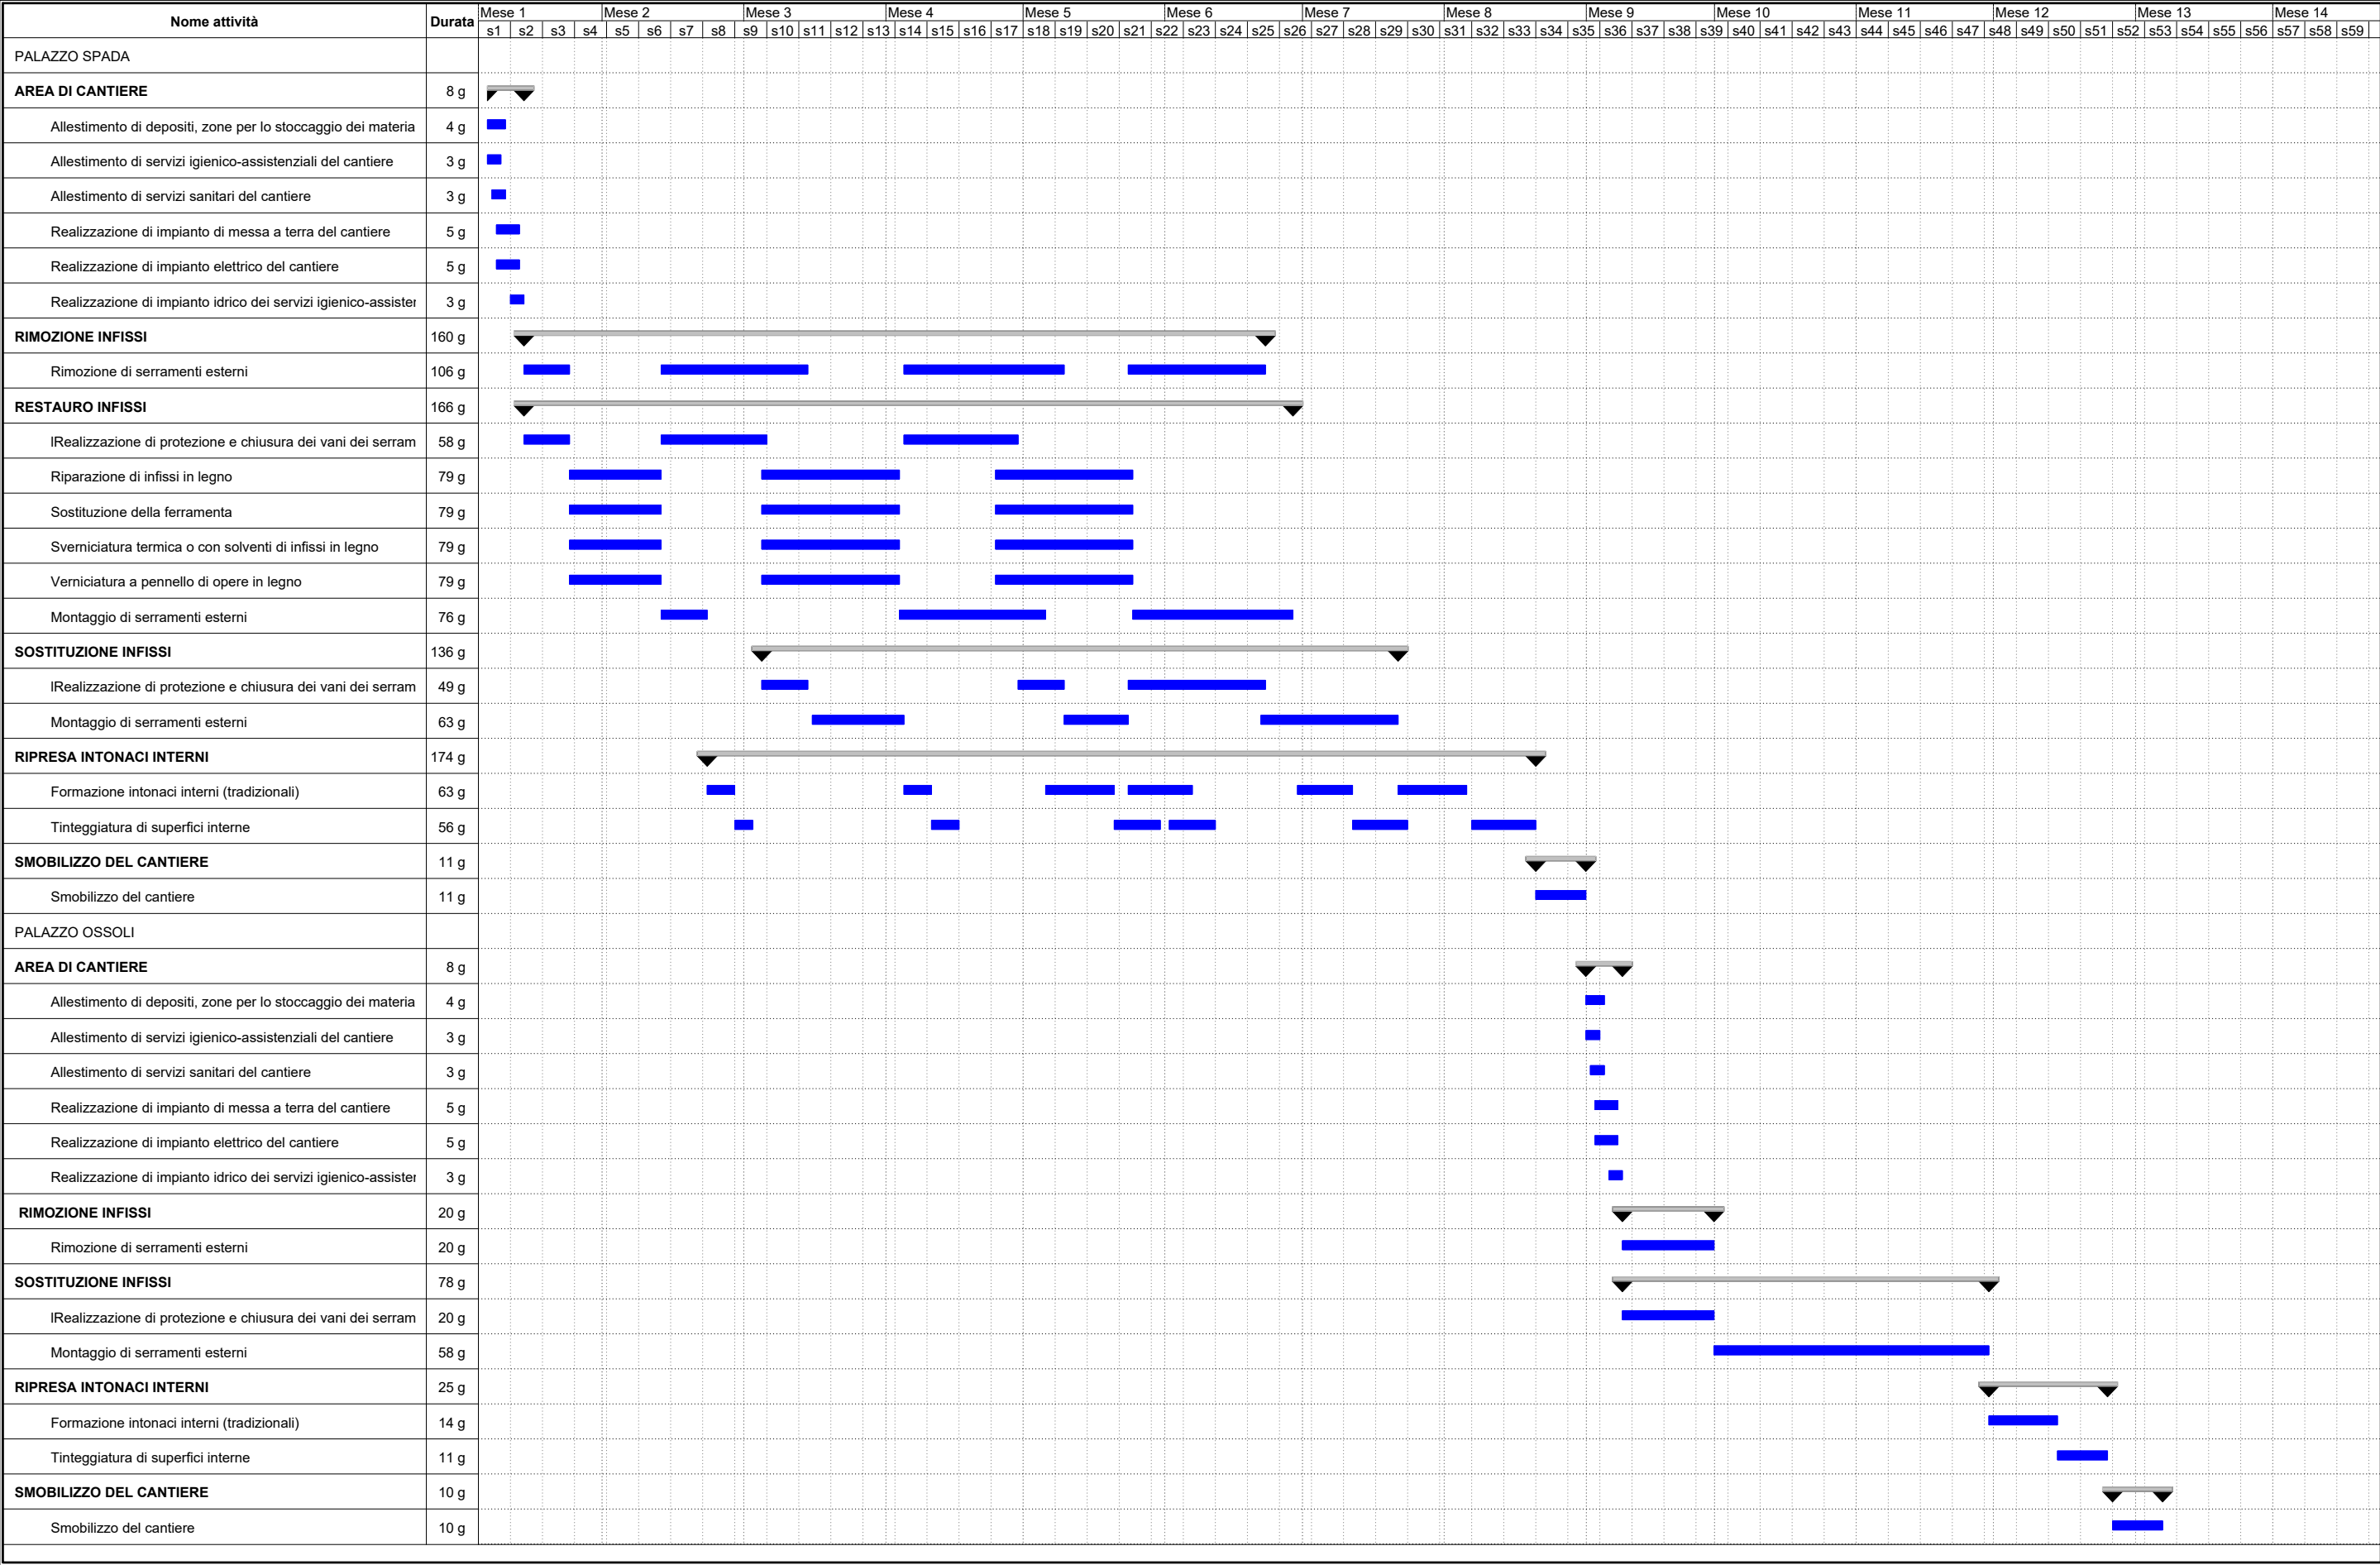 Nome attività Durata Mese 1 Mese 2 Mese 3 Mese 4 Mese 5 Mese 6 Mese 7 Mese 8 Mese 9 Mese 10 Mese 11 Mese 12 Mese 13 Mese 14
s1 s2 s3 s4 s5 s6 s7 s8 s9 s10 s11 s12 s13 s14 s15 s16 s17 s18 s19 s20 s21 s22 s23 s24 s25 s26 s27 s28 s29 s30 s31 s32 s33 s34 s35 s36 s37 s38 s39 s40 s41 s42 s43 s44 s45 s46 s47 s48 s49 s50 s51 s52 s53 s54 s55 s56 s57 s58 s59
PALAZZO SPADA
AREA DI CANTIERE 8 g
Allestimento di depositi, zone per lo stoccaggio dei materia 4 g
Allestimento di servizi igienico-assistenziali del cantiere 3 g
Allestimento di servizi sanitari del cantiere 3 g
Realizzazione di impianto di messa a terra del cantiere 5 g
Realizzazione di impianto elettrico del cantiere 5 g
Realizzazione di impianto idrico dei servizi igienico-assister 3 g
RIMOZIONE INFISSI 160 g
Rimozione di serramenti esterni 106 g
RESTAURO INFISSI 166 g
lRealizzazione di protezione e chiusura dei vani dei serram 58 g
Riparazione di infissi in legno 79 g
Sostituzione della ferramenta 79 g
Sverniciatura termica o con solventi di infissi in legno 79 g
Verniciatura a pennello di opere in legno 79 g
Montaggio di serramenti esterni 76 g
SOSTITUZIONE INFISSI 136 g
lRealizzazione di protezione e chiusura dei vani dei serram 49 g
Montaggio di serramenti esterni 63 g
RIPRESA INTONACI INTERNI 174 g
Formazione intonaci interni (tradizionali) 63 g
Tinteggiatura di superfici interne 56 g
SMOBILIZZO DEL CANTIERE 11 g
Smobilizzo del cantiere 11 g
PALAZZO OSSOLI
AREA DI CANTIERE 8 g
Allestimento di depositi, zone per lo stoccaggio dei materia 4 g
Allestimento di servizi igienico-assistenziali del cantiere 3 g
Allestimento di servizi sanitari del cantiere 3 g
Realizzazione di impianto di messa a terra del cantiere 5 g
Realizzazione di impianto elettrico del cantiere 5 g
Realizzazione di impianto idrico dei servizi igienico-assister 3 g
RIMOZIONE INFISSI 20 g
Rimozione di serramenti esterni 20 g
SOSTITUZIONE INFISSI 78 g
lRealizzazione di protezione e chiusura dei vani dei serram 20 g
Montaggio di serramenti esterni 58 g
RIPRESA INTONACI INTERNI 25 g
Formazione intonaci interni (tradizionali) 14 g
Tinteggiatura di superfici interne 11 g
SMOBILIZZO DEL CANTIERE 10 g
Smobilizzo del cantiere 10 g